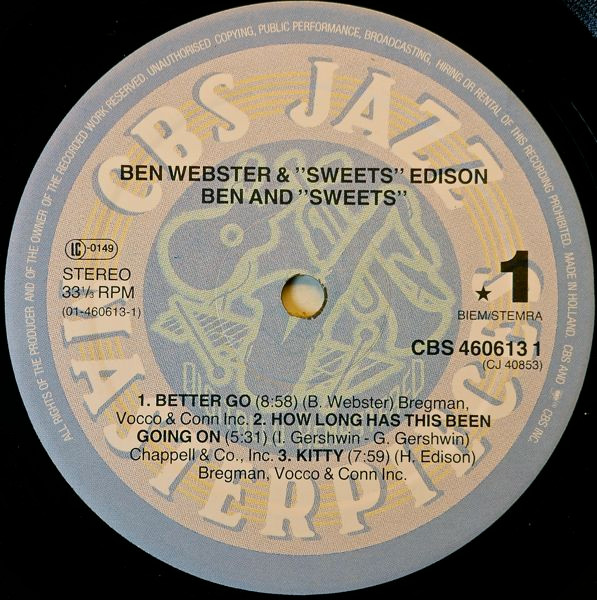 ALL RIGHTS OF THE PRODUCER AND OF THE OWNER OF THE RECORDED WORK RESERVED. UNAUTHORISED COPYING, PUBLIC PERFORMANCE, BROADCASTING, HIRING OR RENTAL OF THIS RECORDING PROHIBITED. MADE IN HOLLAND. CBS AND CBS INC.
CBS JAZZ
BEN WEBSTER & "SWEETS" EDISON
BEN AND "SWEETS"
LC-0149
STEREO
33 1/3 RPM
(01-460613-1)
★ 1
BIEM/STEMRA
CBS 460613 1
(CJ 40853)
1. BETTER GO (8:58) (B. Webster) Bregman,
Vocco & Conn Inc. 2. HOW LONG HAS THIS BEEN
GOING ON (5:31) (I. Gershwin - G. Gershwin)
Chappell & Co., Inc. 3. KITTY (7:59) (H. Edison)
Bregman, Vocco & Conn Inc.
MASTERPIECES